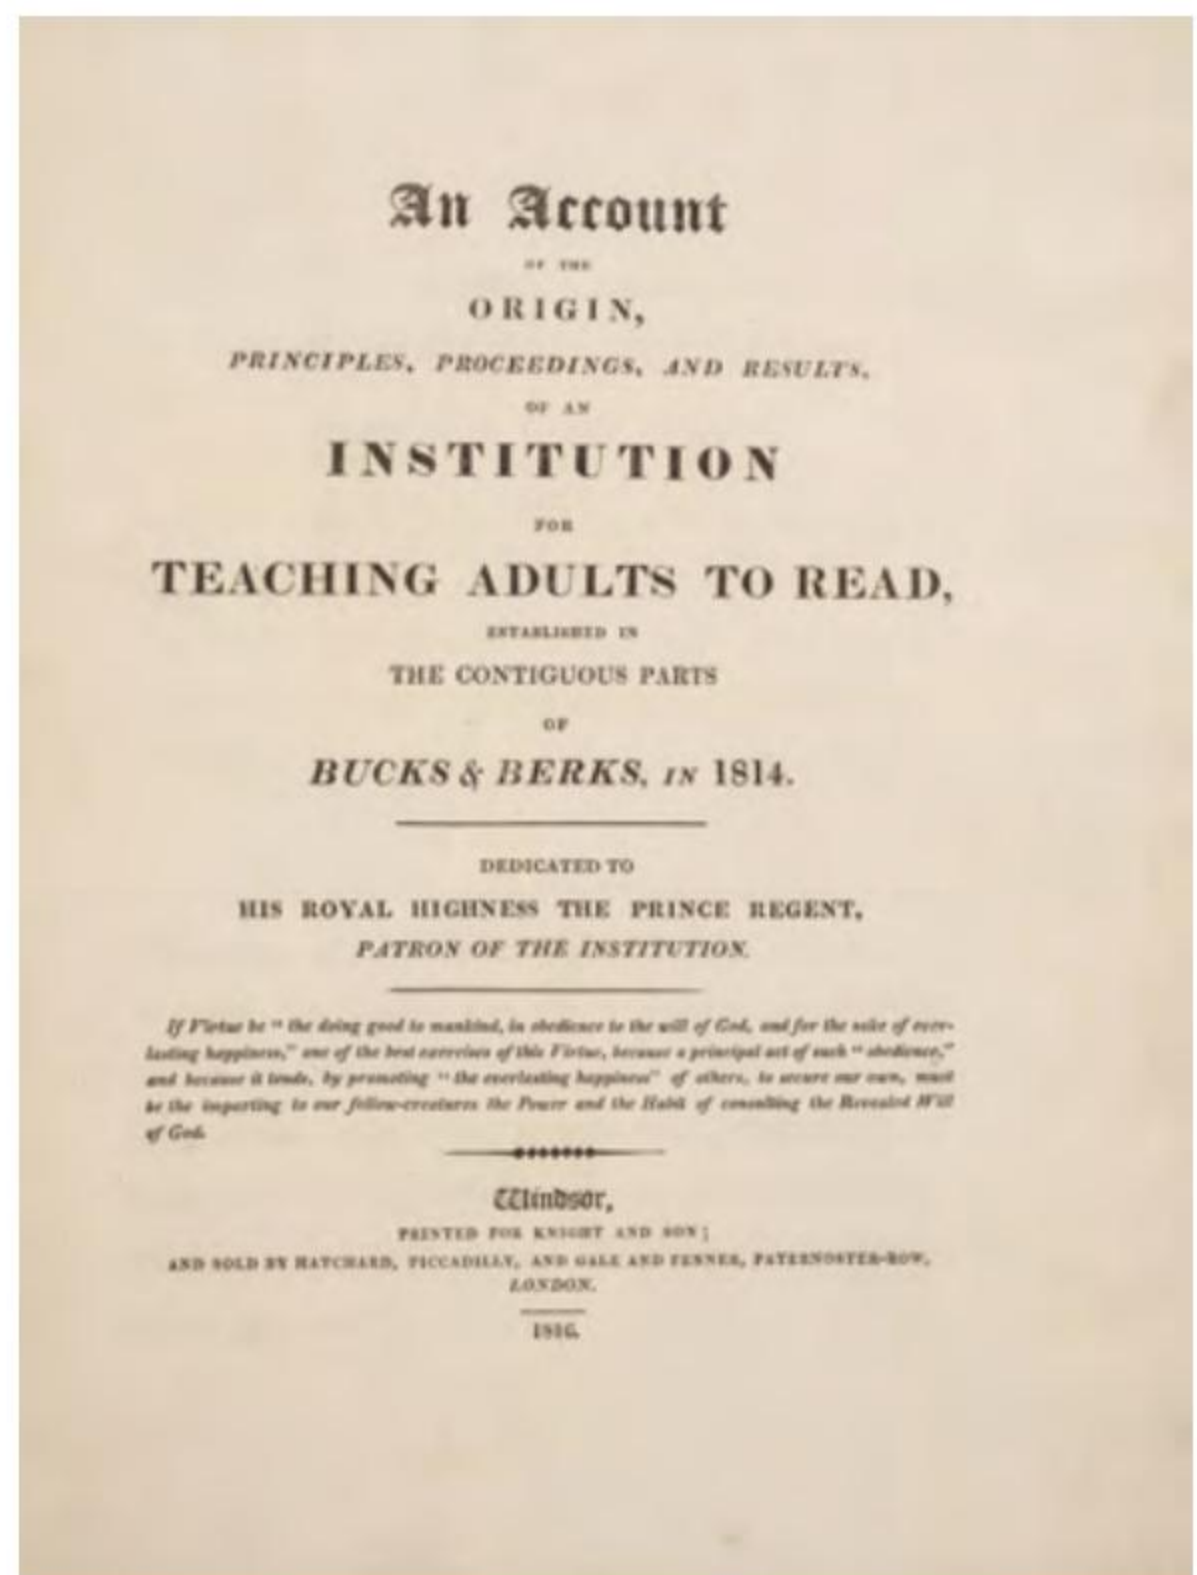 An Account
OF THE
ORIGIN,
PRINCIPLES, PROCEEDINGS, AND RESULTS,
OF AN
INSTITUTION
FOR
TEACHING ADULTS TO READ,
ESTABLISHED IN
THE CONTIGUOUS PARTS
OF
BUCKS & BERKS, IN 1814.
DEDICATED TO
HIS ROYAL HIGHNESS THE PRINCE REGENT,
PATRON OF THE INSTITUTION.
If Virtue be "the doing good to mankind, in obedience to the will of God, and for the sake of ever-
lasting happiness," one of the best exercises of this Virtue, because a principal act of such "obedience,"
and because it tends, by promoting "the everlasting happiness" of others, to secure our own, must
be the imparting to our fellow-creatures the Power and the Habit of consulting the Revealed Will
of God.
Windsor,
PRINTED FOR KNIGHT AND SON;
AND SOLD BY HATCHARD, PICCADILLY, AND GALE AND FENNER, PATERNOSTER-ROW,
LONDON.
1816.